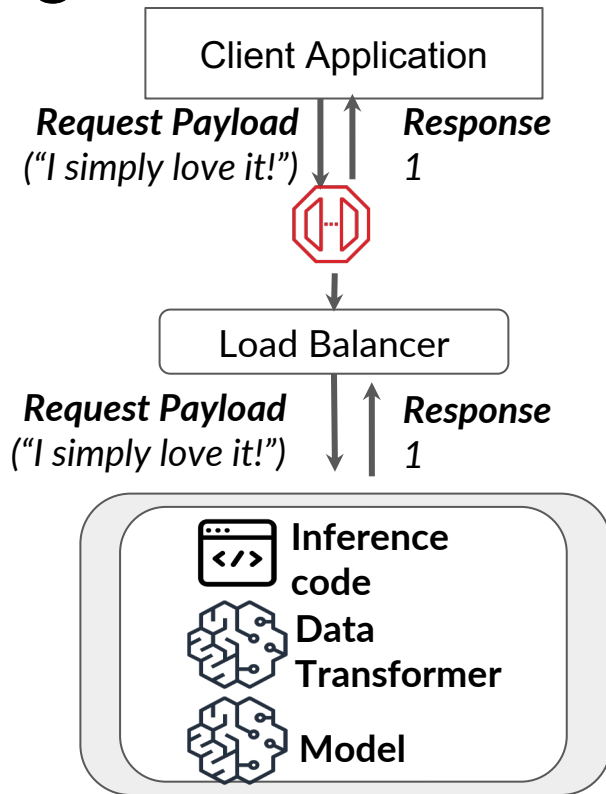 Client Application
Request Payload
(“I simply love it!”)
Response
1
Load Balancer
Request Payload
(“I simply love it!”)
Response
1
</>
Inference
code
Data
Transformer
Model